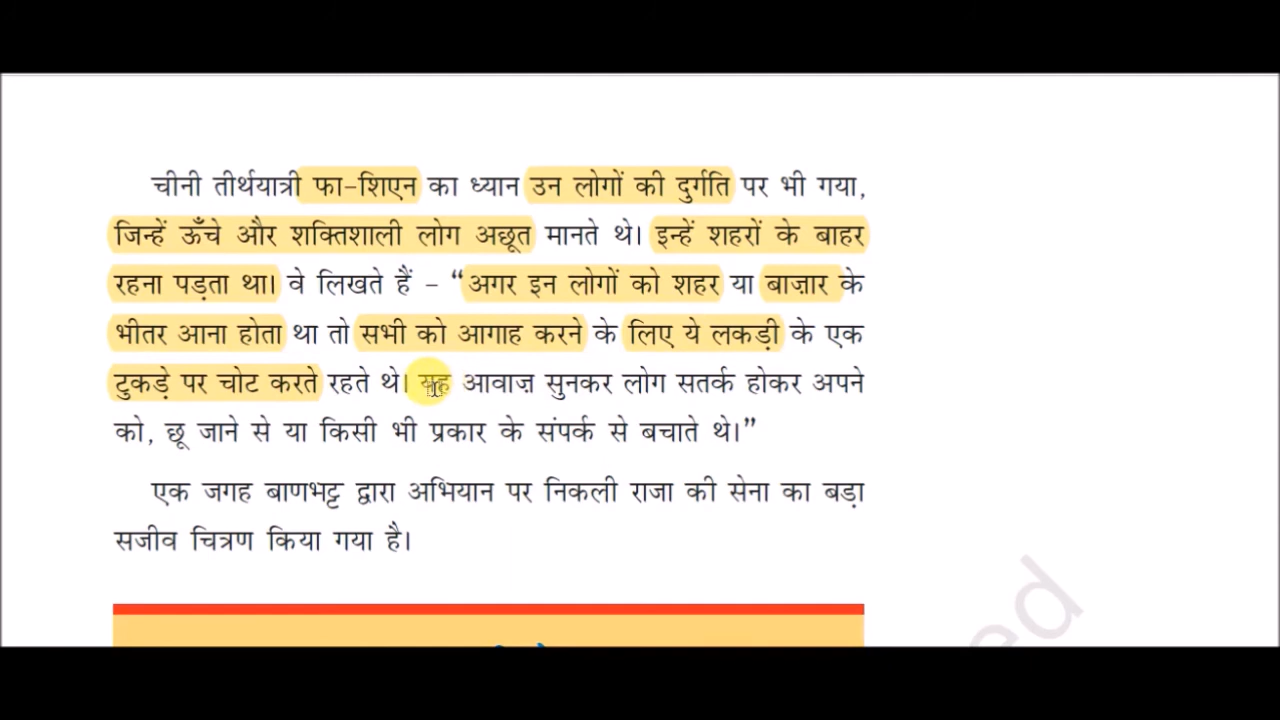 चीनी तीर्थयात्री फा-शिएन का ध्यान उन लोगों की दुर्गति पर भी गया,
जिन्हें ऊँचे और शक्तिशाली लोग अछूत मानते थे। इन्हें शहरों के बाहर
रहना पड़ता था। वे लिखते हैं – “अगर इन लोगों को शहर या बाज़ार के
भीतर आना होता था तो सभी को आगाह करने के लिए ये लकड़ी के एक
टुकड़े पर चोट करते रहते थे। यह आवाज़ सुनकर लोग सतर्क होकर अपने
को, छू जाने से या किसी भी प्रकार के संपर्क से बचाते थे।”
एक जगह बाणभट्ट द्वारा अभियान पर निकली राजा की सेना का बड़ा
सजीव चित्रण किया गया है।